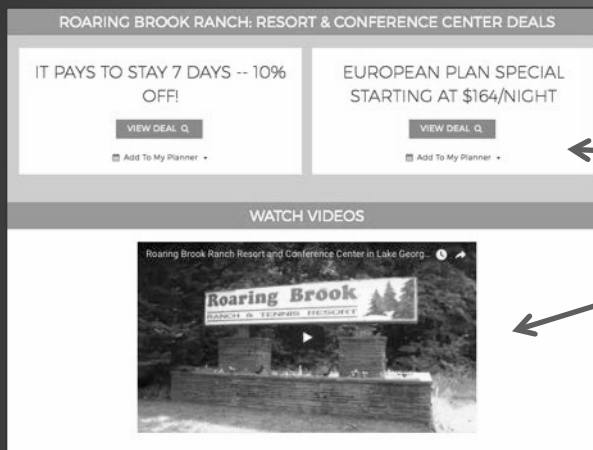 ROARING BROOK RANCH: RESORT & CONFERENCE CENTER DEALS
IT PAYS TO STAY 7 DAYS -- 10%
OFF!
VIEW DEAL
Add To My Planner
EUROPEAN PLAN SPECIAL
STARTING AT $164/NIGHT
VIEW DEAL
Add To My Planner
WATCH VIDEOS
Roaring Brook Ranch Resort and Conference Center in Lake Georg...
Roaring Brook
RANCH & TENNIS RESORT